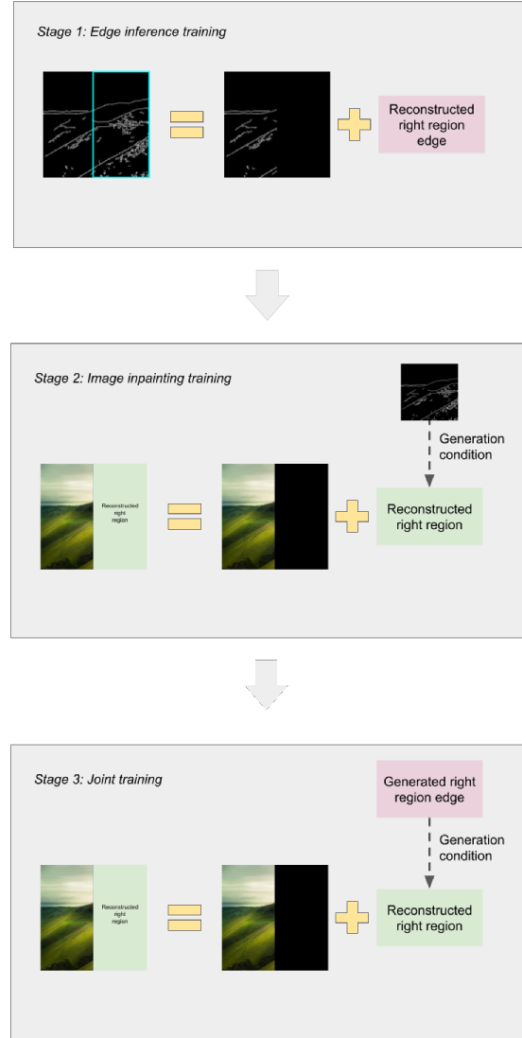 Stage 1: Edge inference training
Reconstructed
right region
edge
Stage 2: Image inpainting training
Generation
condition
Reconstructed
right
region
Reconstructed
right region
Stage 3: Joint training
Generated right
region edge
Generation
condition
Reconstructed
right
region
Reconstructed
right region